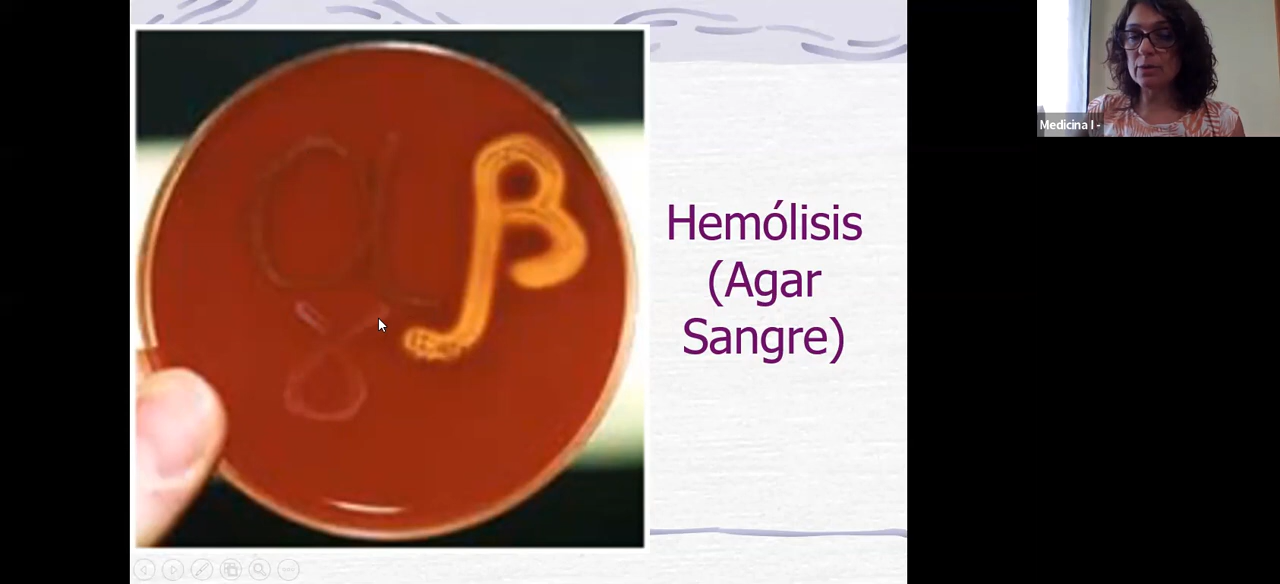 α
β
γ
Hemólisis
(Agar
Sangre)
Medicina I -